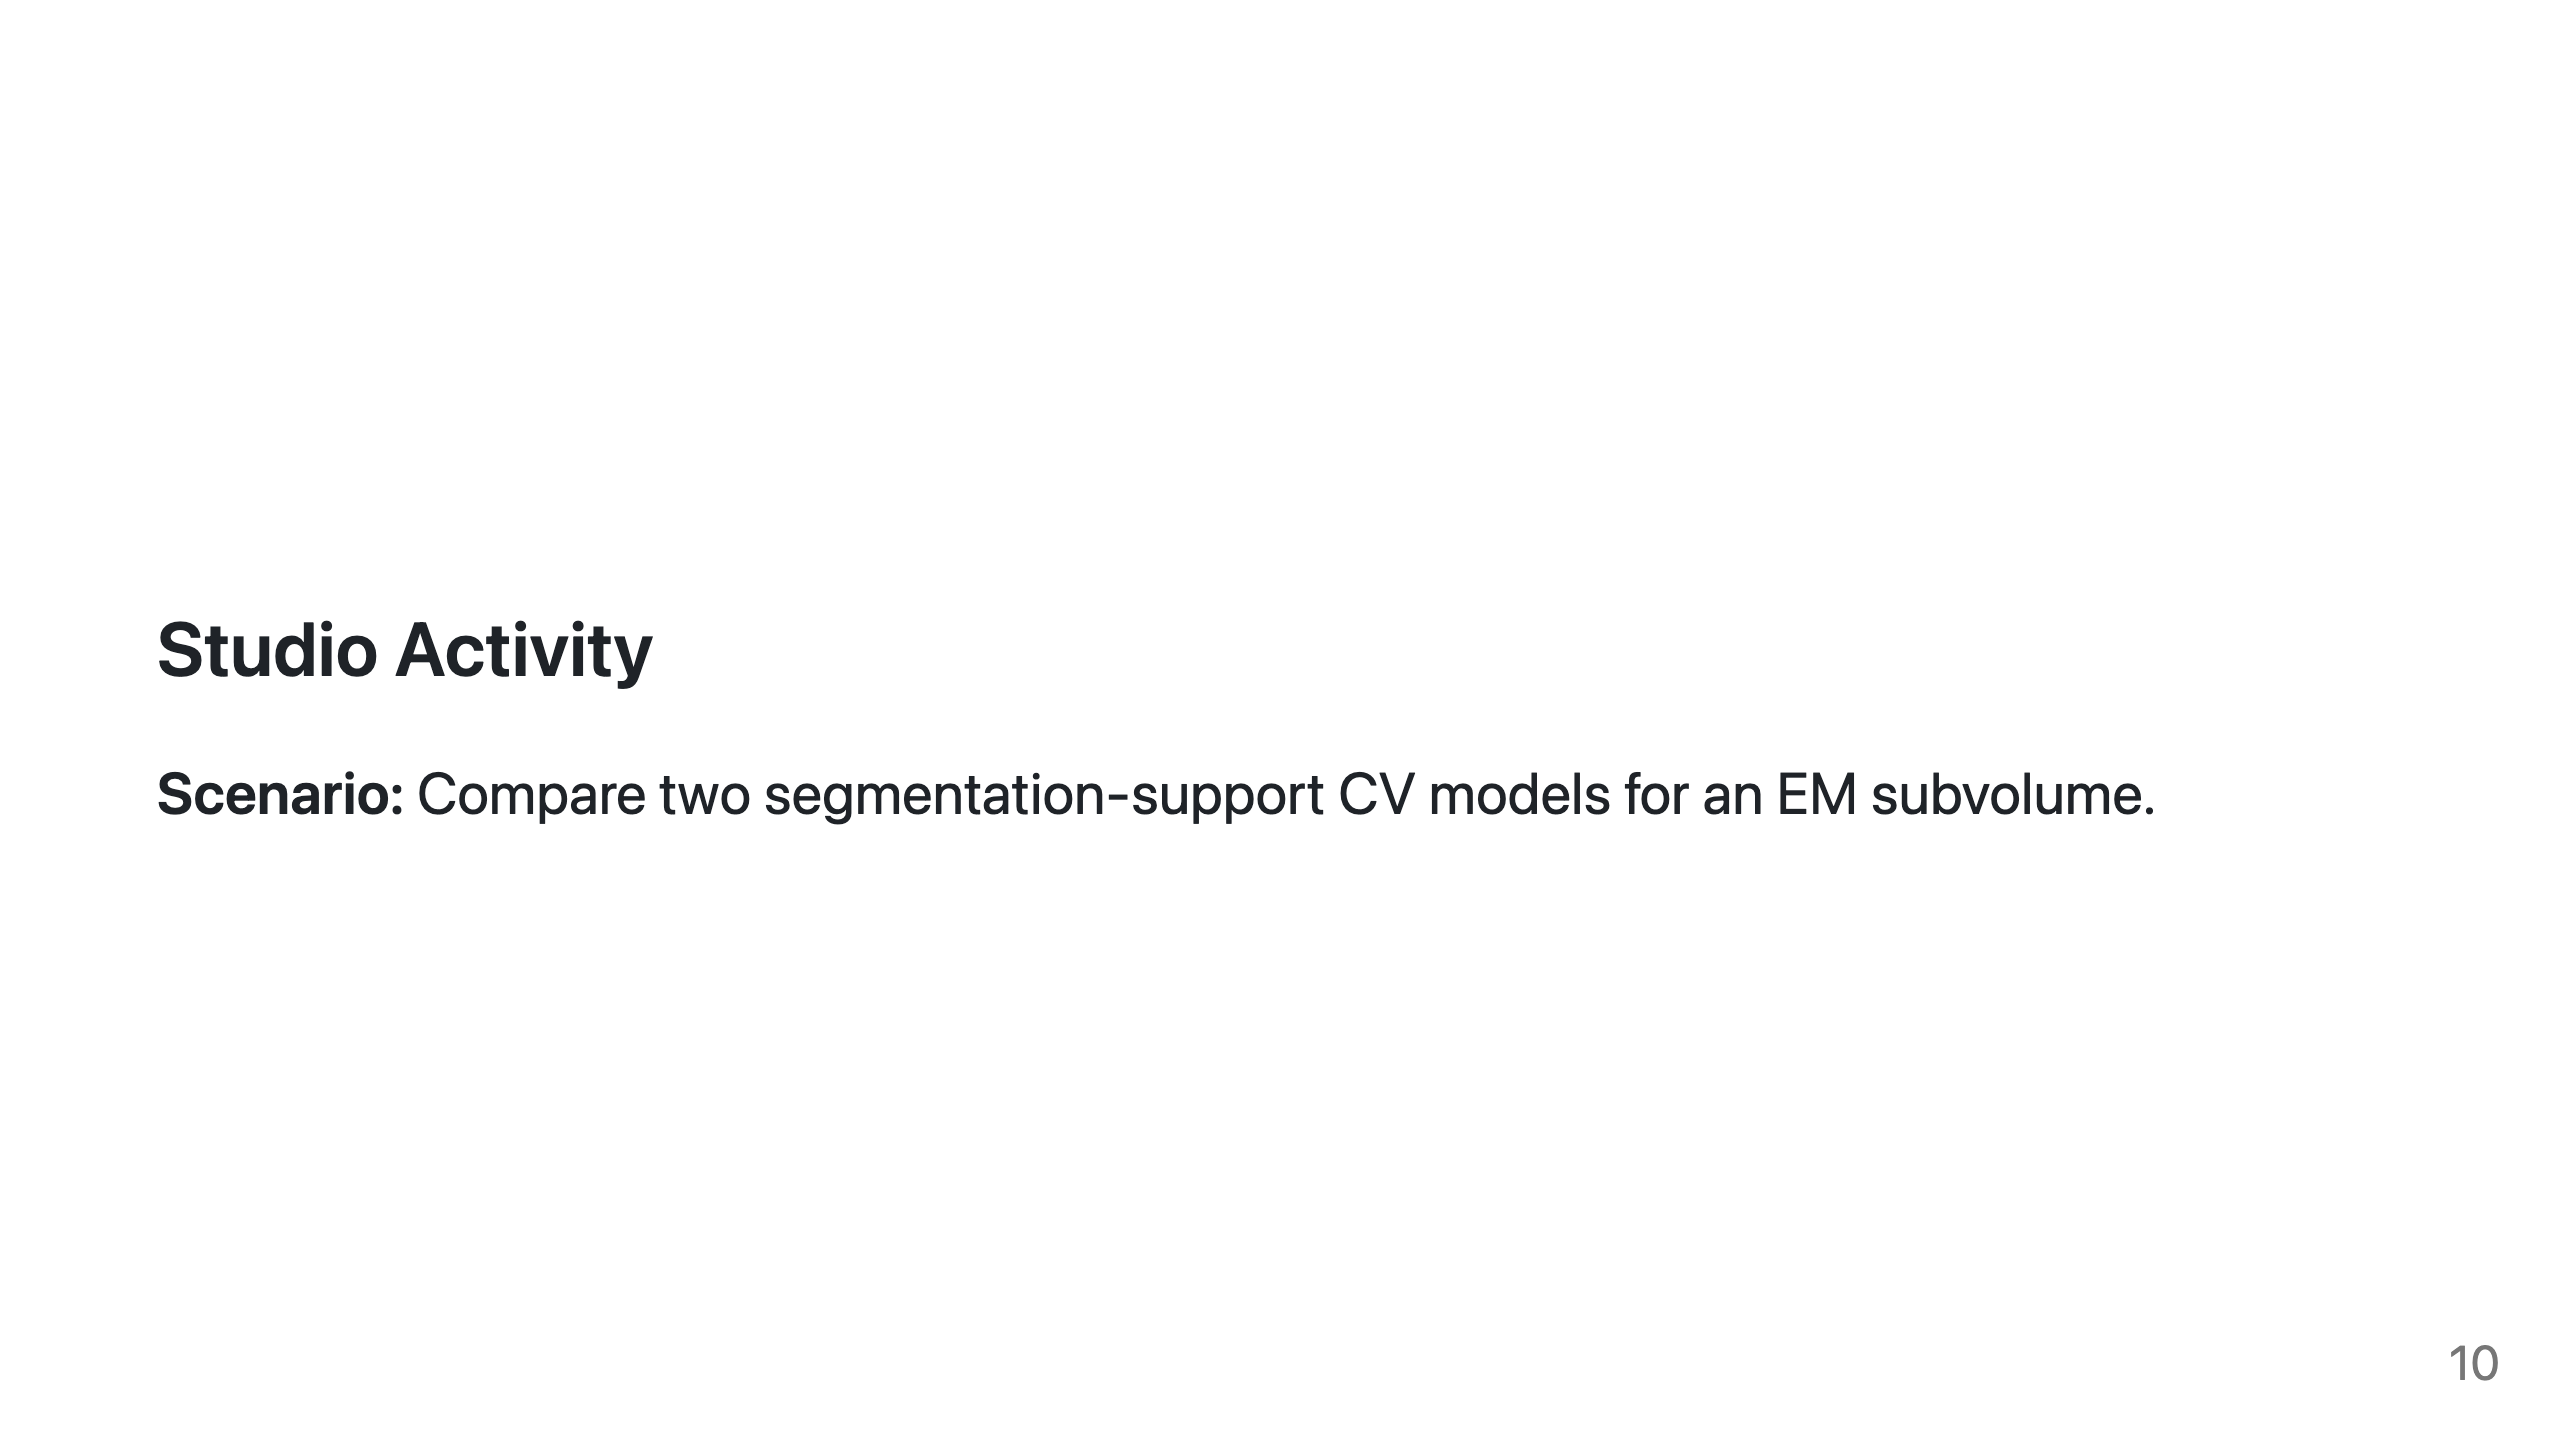 Studio Activity
Scenario: Compare two segmentation-support CV models for an EM subvolume.
10